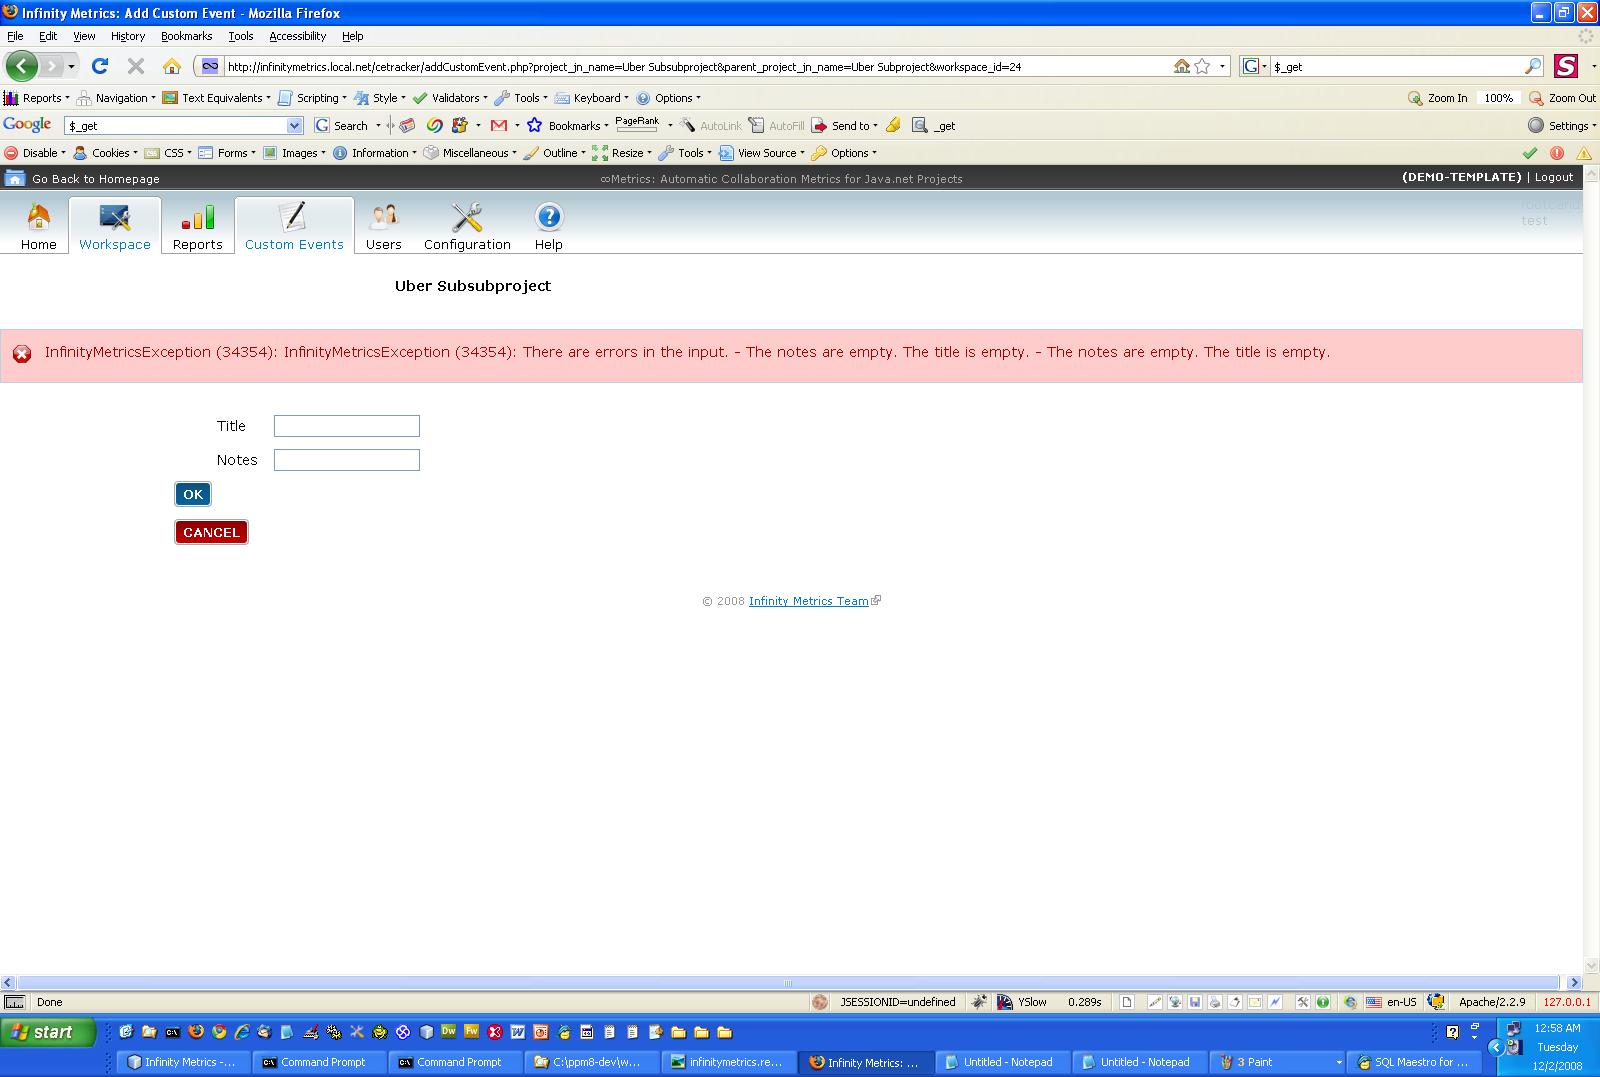 Infinity Metrics: Add Custom Event - Mozilla Firefox
File Edit View History Bookmarks Tools Accessibility Help
http://infinitymetrics.local.net/cetracker/addCustomEvent.php?project_jn_name=Uber Subsubproject&parent_project_jn_name=Uber Subproject&workspace_id=24 G $_get S
Reports Navigation Text Equivalents Scripting Style Validators Tools Keyboard Options Zoom In 100% Zoom Out
Google $_get G Search Bookmarks PageRank AutoLink AutoFill Send to _get Settings
Disable Cookies CSS Forms Images Information Miscellaneous Outline Resize Tools View Source Options
Go Back to Homepage ∞Metrics: Automatic Collaboration Metrics for Java.net Projects (DEMO-TEMPLATE) | Logout
test
Home Workspace Reports Custom Events Users Configuration Help
Uber Subsubproject
InfinityMetricsException (34354): InfinityMetricsException (34354): There are errors in the input. - The notes are empty. The title is empty. - The notes are empty. The title is empty.
Title
Notes
OK
CANCEL
© 2008 Infinity Metrics Team
Done JSESSIONID=undefined YSlow 0.289s en-US Apache/2.2.9 127.0.0.1
start Dw Fw W 12:58 AM
Infinity Metrics -... Command Prompt Command Prompt C:\ppm8-dev\w... infinitymetrics.re... Infinity Metrics: ... Untitled - Notepad Untitled - Notepad 3 Paint SQL Maestro for ... Tuesday
12/2/2008